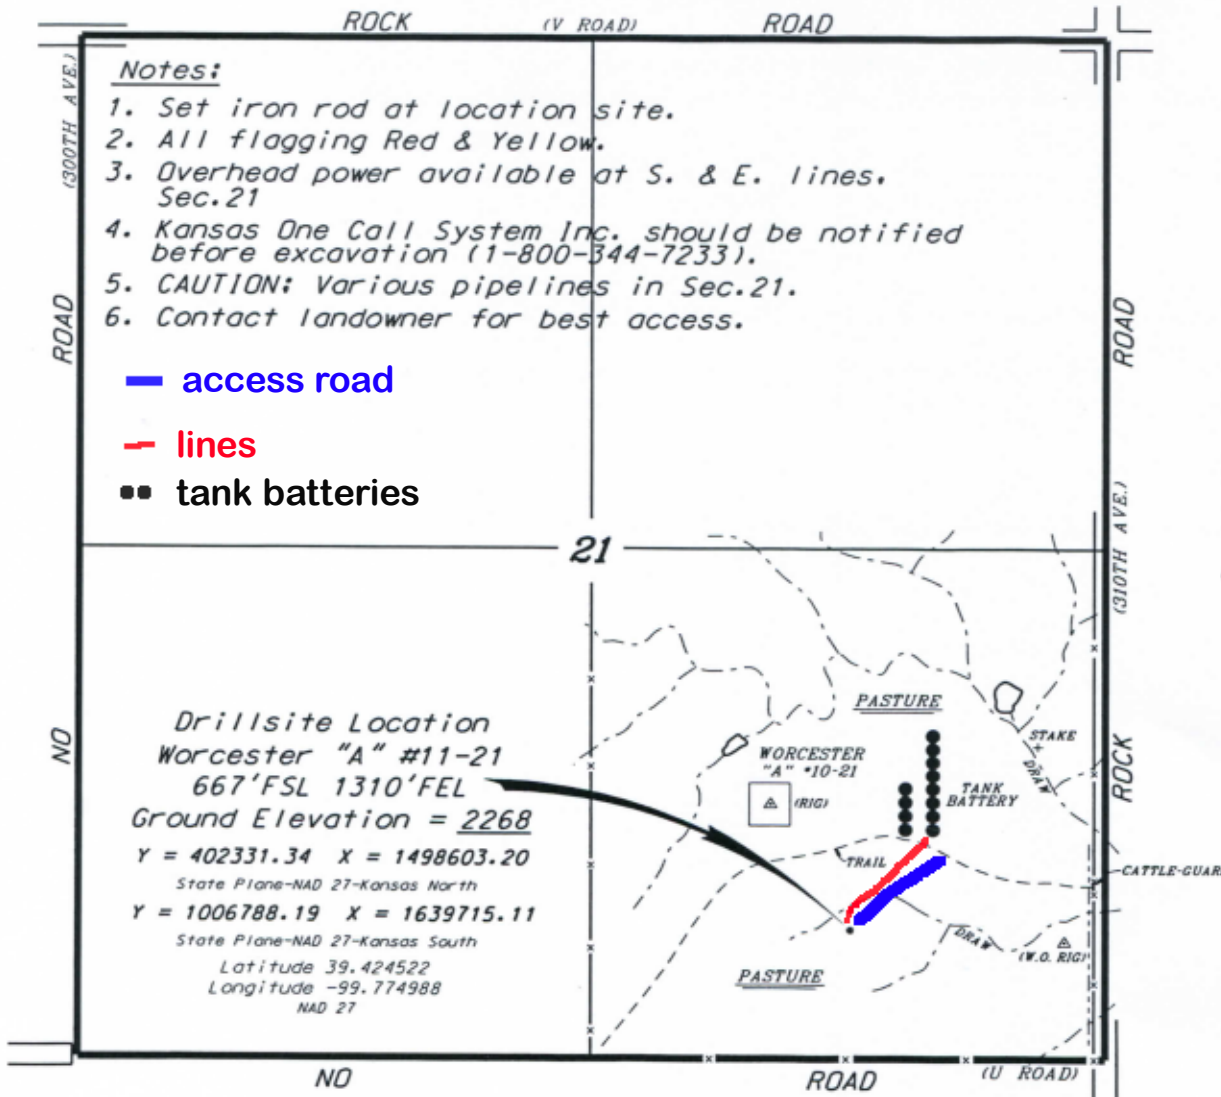 ROCK (V ROAD) ROAD
(300TH AVE.)
Notes:
1. Set iron rod at location site.
2. All flagging Red & Yellow.
3. Overhead power available at S. & E. lines.
Sec.21
4. Kansas One Call System Inc. should be notified
before excavation (1-800-344-7233).
5. CAUTION: Various pipelines in Sec.21.
6. Contact landowner for best access.
ROAD
ROAD
access road
lines
tank batteries
(310TH AVE.)
21
PASTURE
Drillsite Location
Worcester "A" #11-21
667'FSL 1310'FEL
Ground Elevation = 2268
Y = 402331.34 X = 1498603.20
State Plane-NAD 27-Kansas North
Y = 1006788.19 X = 1639715.11
State Plane-NAD 27-Kansas South
Latitude 39.424522
Longitude -99.774988
NAD 27
NO
STAKE
DRAW
ROCK
WORCESTER
"A" #10-21
(RIG)
TANK
BATTERY
TRAIL
CATTLE-GUAR
DRAW
(W.O. RIG)
PASTURE
NO ROAD (U ROAD)